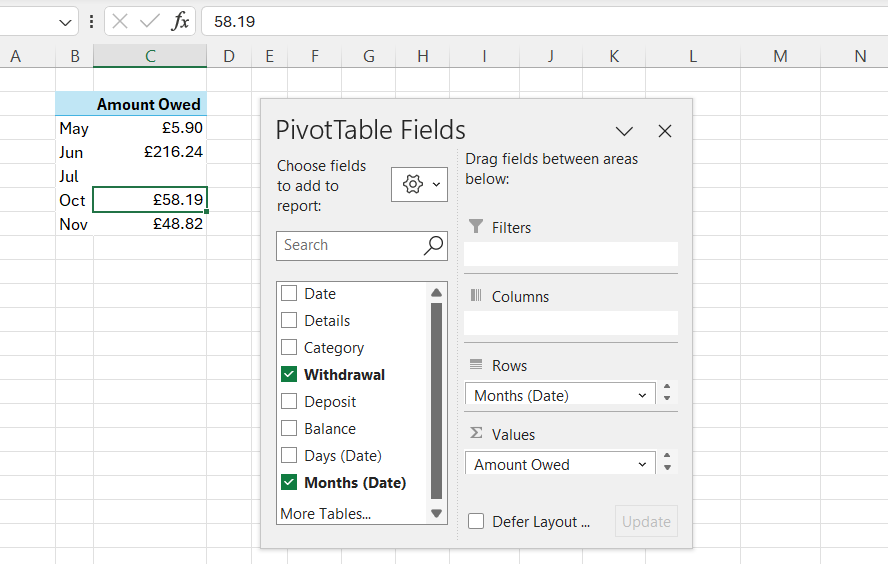 fx 58.19
A B C D E F G H I J K L M N
Amount Owed
May £5.90
Jun £216.24
Jul
Oct £58.19
Nov £48.82
PivotTable Fields
Choose fields
to add to
report:
Search
Date
Details
Category
Withdrawal
Deposit
Balance
Days (Date)
Months (Date)
More Tables...
Drag fields between areas
below:
Filters
Columns
Rows
Months (Date)
Σ Values
Amount Owed
Defer Layout ...
Update